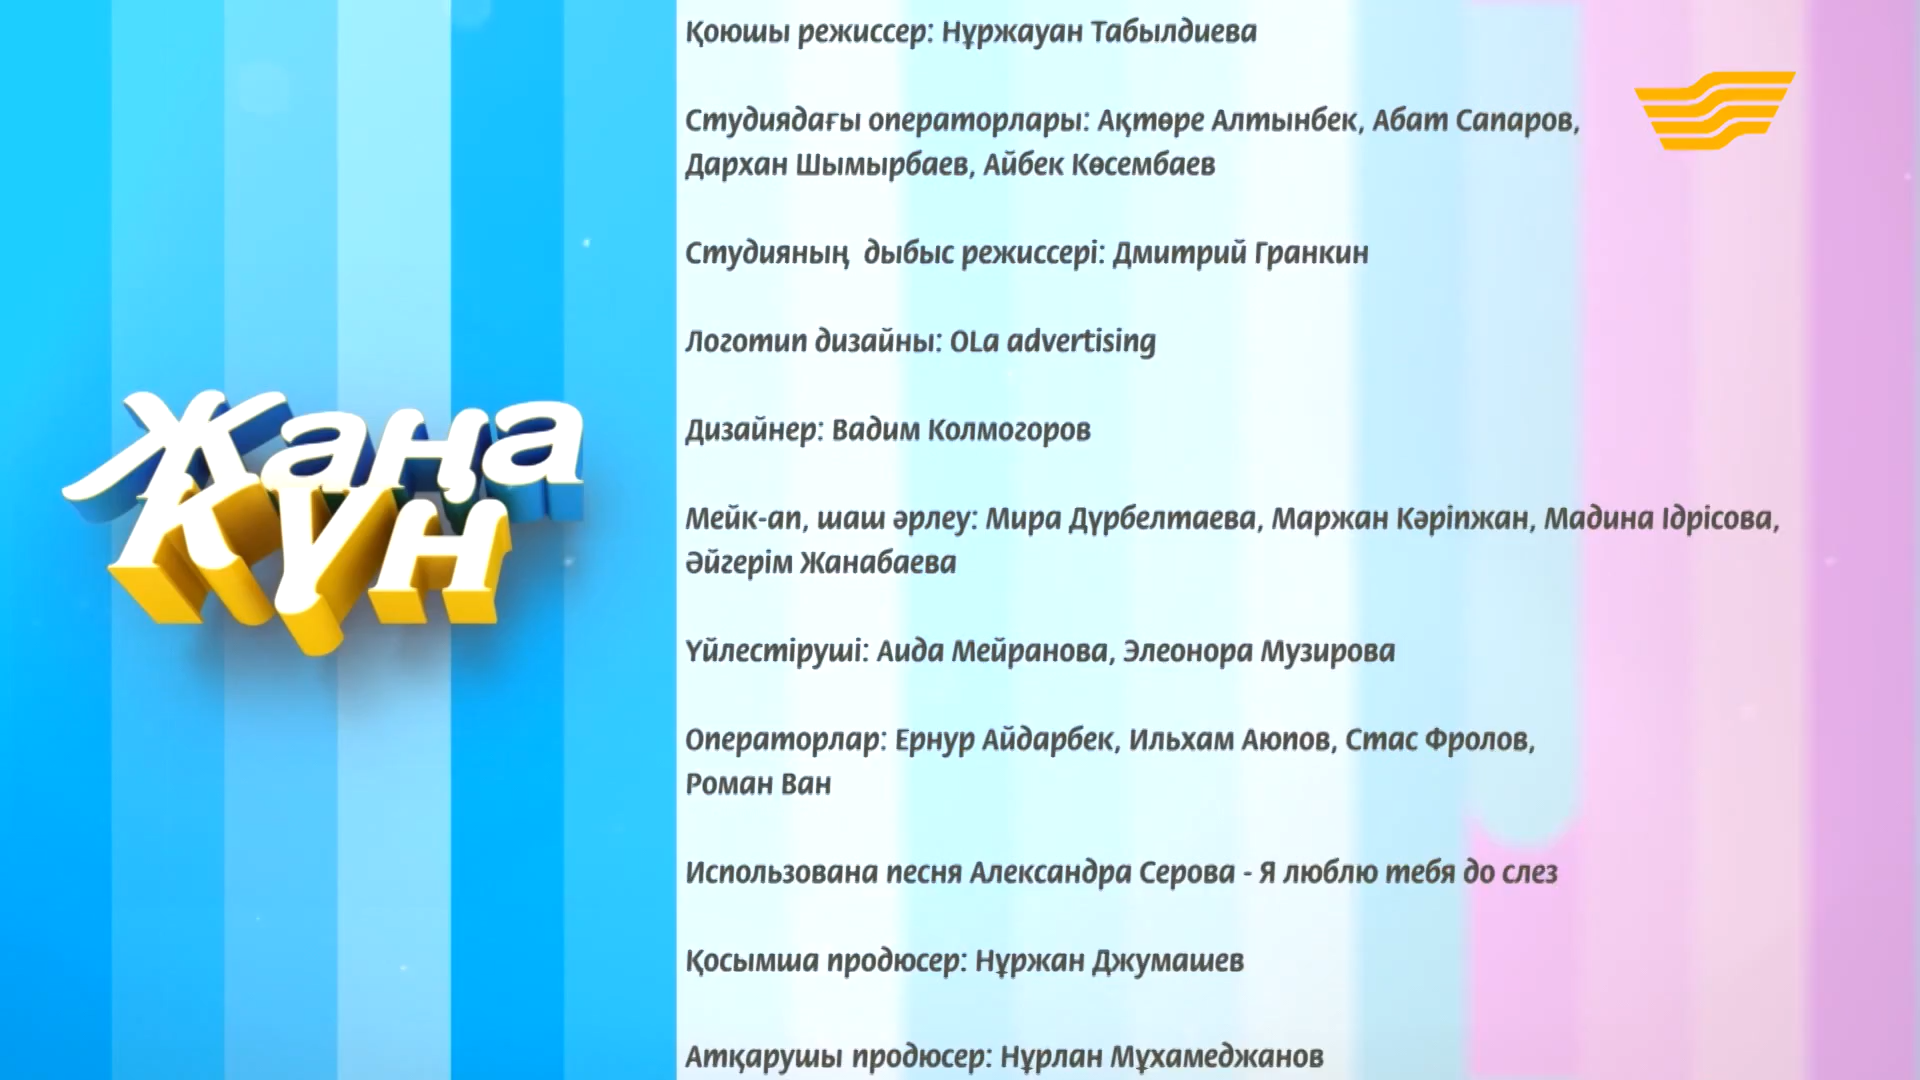 Жаңа
Күн
Қоюшы режиссер: Нұржауан Табылдиева
Студиядағы операторлары: Ақтөре Алтынбек, Абат Сапаров,
Дархан Шымырбаев, Айбек Көсембаев
Студияның дыбыс режиссері: Дмитрий Гранкин
Логотип дизайны: OLa advertising
Дизайнер: Вадим Колмогоров
Мейк-ап, шаш әрлеу: Мира Дүрбелтаева, Маржан Кәріпжан, Мадина Ідрісова,
Әйгерім Жанабаева
Үйлестіруші: Аида Мейранова, Элеонора Музирова
Операторлар: Ернур Айдарбек, Ильхам Аюпов, Стас Фролов,
Роман Ван
Использована песня Александра Серова - Я люблю тебя до слез
Қосымша продюсер: Нұржан Джумашев
Атқарушы продюсер: Нұрлан Мұхамеджанов